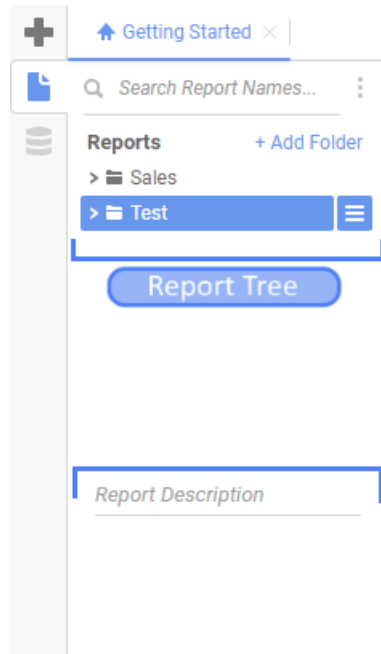 Getting Started
Search Report Names...
Reports + Add Folder
Sales
Test
Report Tree
Report Description